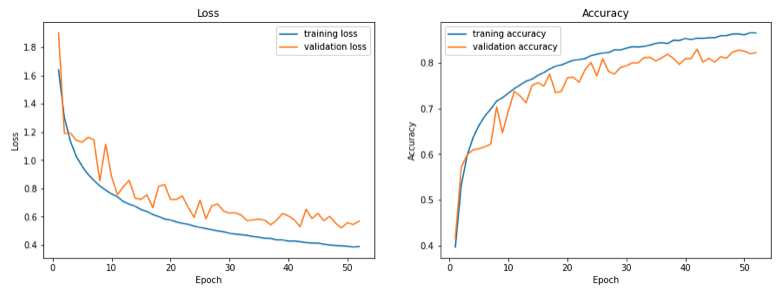 Loss
training loss
validation loss
1.8
1.6
1.4
1.2
1.0
0.8
0.6
0.4
Loss
0
10
20
30
40
50
Epoch
Accuracy
traning accuracy
validation accuracy
0.8
0.7
0.6
0.5
0.4
Accuracy
0
10
20
30
40
50
Epoch